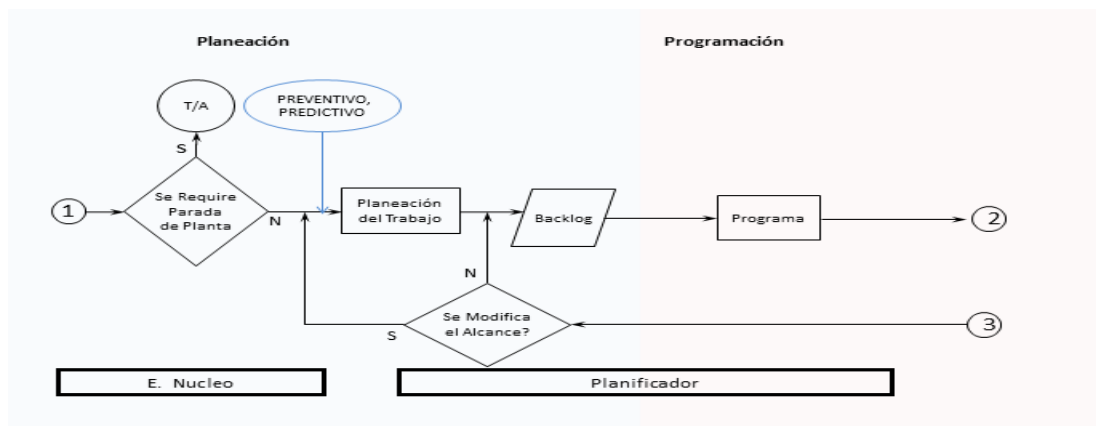 Planeación
Programación
T/A
PREVENTIVO,
PREDICTIVO
S
1
Se Require
Parada
de Planta
N
Planeación
del Trabajo
Backlog
Programa
2
N
Se Modifica
el Alcance?
S
3
E. Nucleo
Planificador